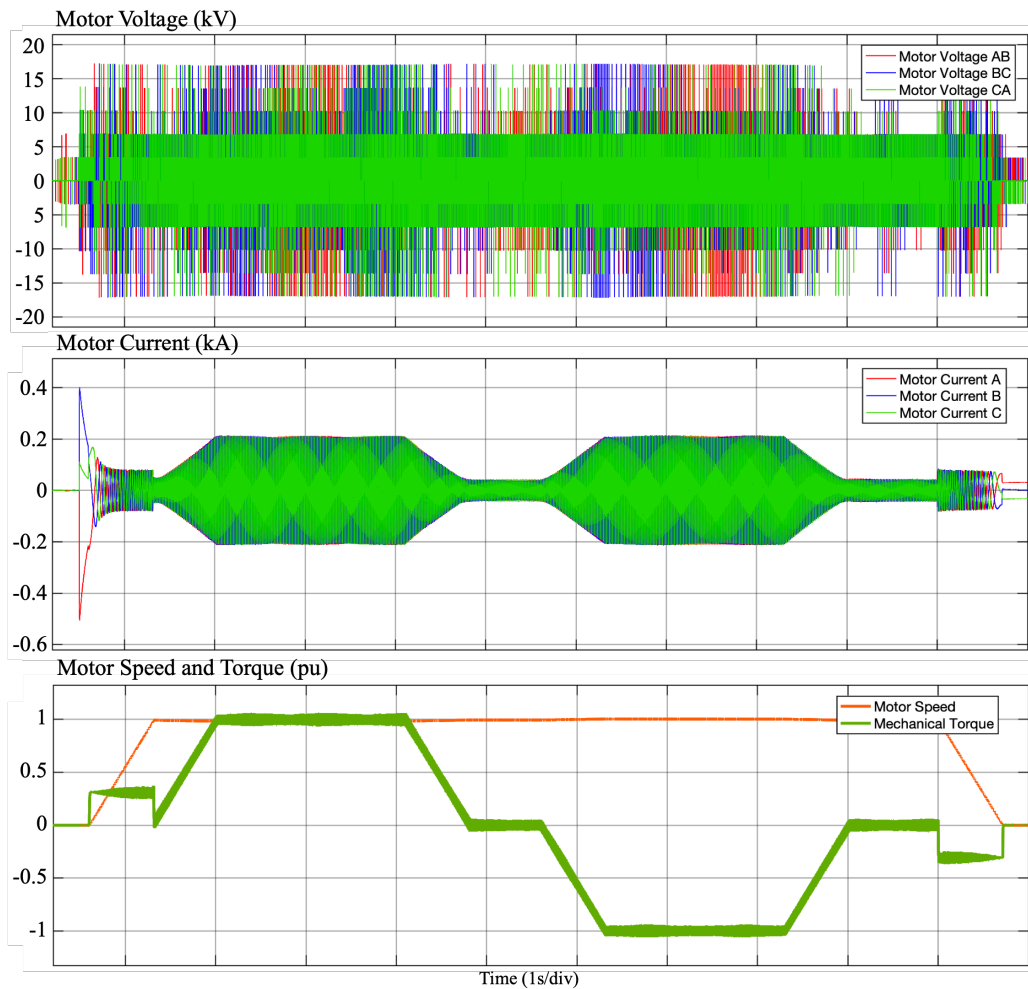 Motor Voltage (kV)
20
15
10
5
0
5
-10
-15
-20
Motor Voltage AB
Motor Voltage BC
Motor Voltage CA
Motor Current (kA)
0.4
0.2
0
-0.2
-0.4
-0.6
Motor Current A
Motor Current B
Motor Current C
Motor Speed and Torque (pu)
1
0.5
0
-0.5
-1
Motor Speed
Mechanical Torque
Time (1s/div)